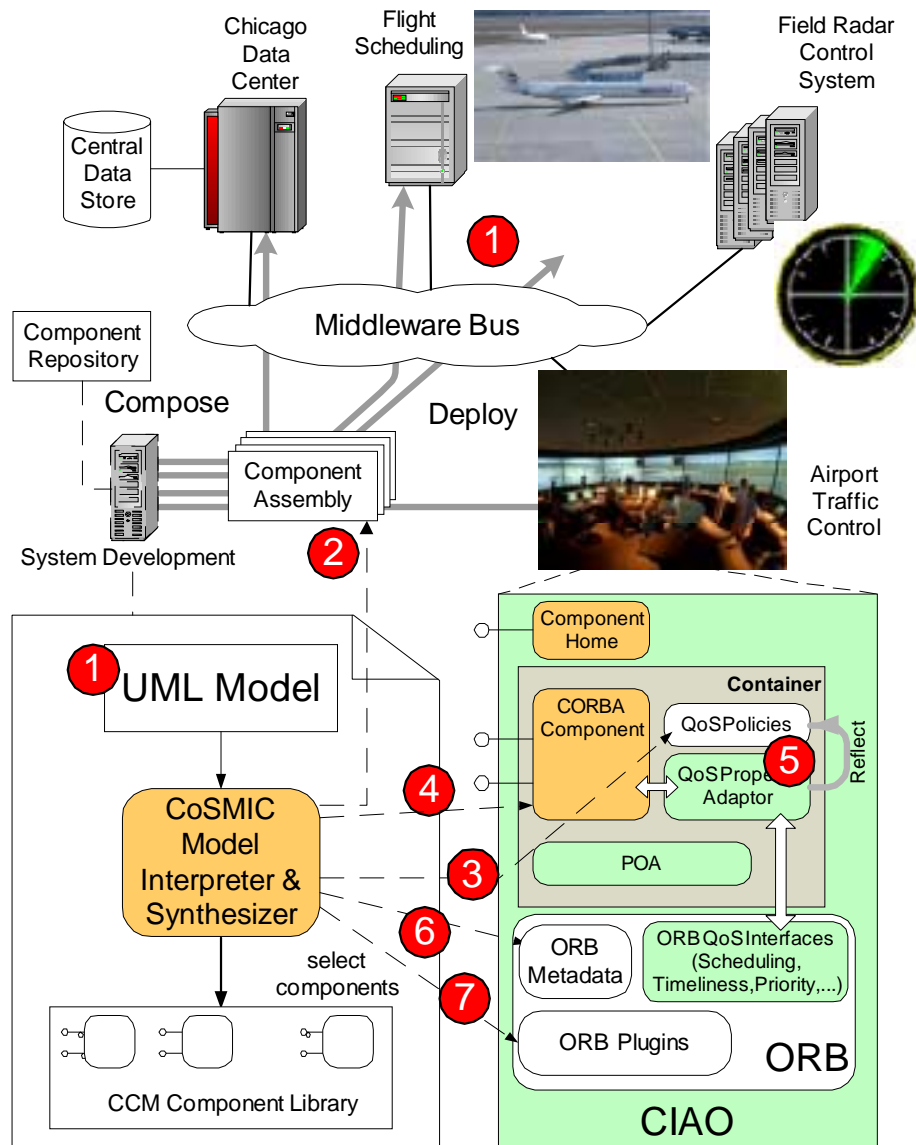 Chicago
Data
Center
Flight
Scheduling
Field Radar
Control
System
Central
Data
Store
1
Middleware Bus
Component
Repository
Compose
Deploy
Component
Assembly
Airport
Traffic
Control
System Development
2
1
UML Model
Component
Home
Container
CORBA
Component
QoSPolicies
5
Reflect
QoSPrope
Adaptor
4
CoSMIC
Model
Interpreter &
Synthesizer
3
POA
6
ORB
Metadata
ORB QoSInterfaces
(Scheduling,
Timeliness,Priority,...)
select
components
7
ORB Plugins
ORB
CCM Component Library
CIAO